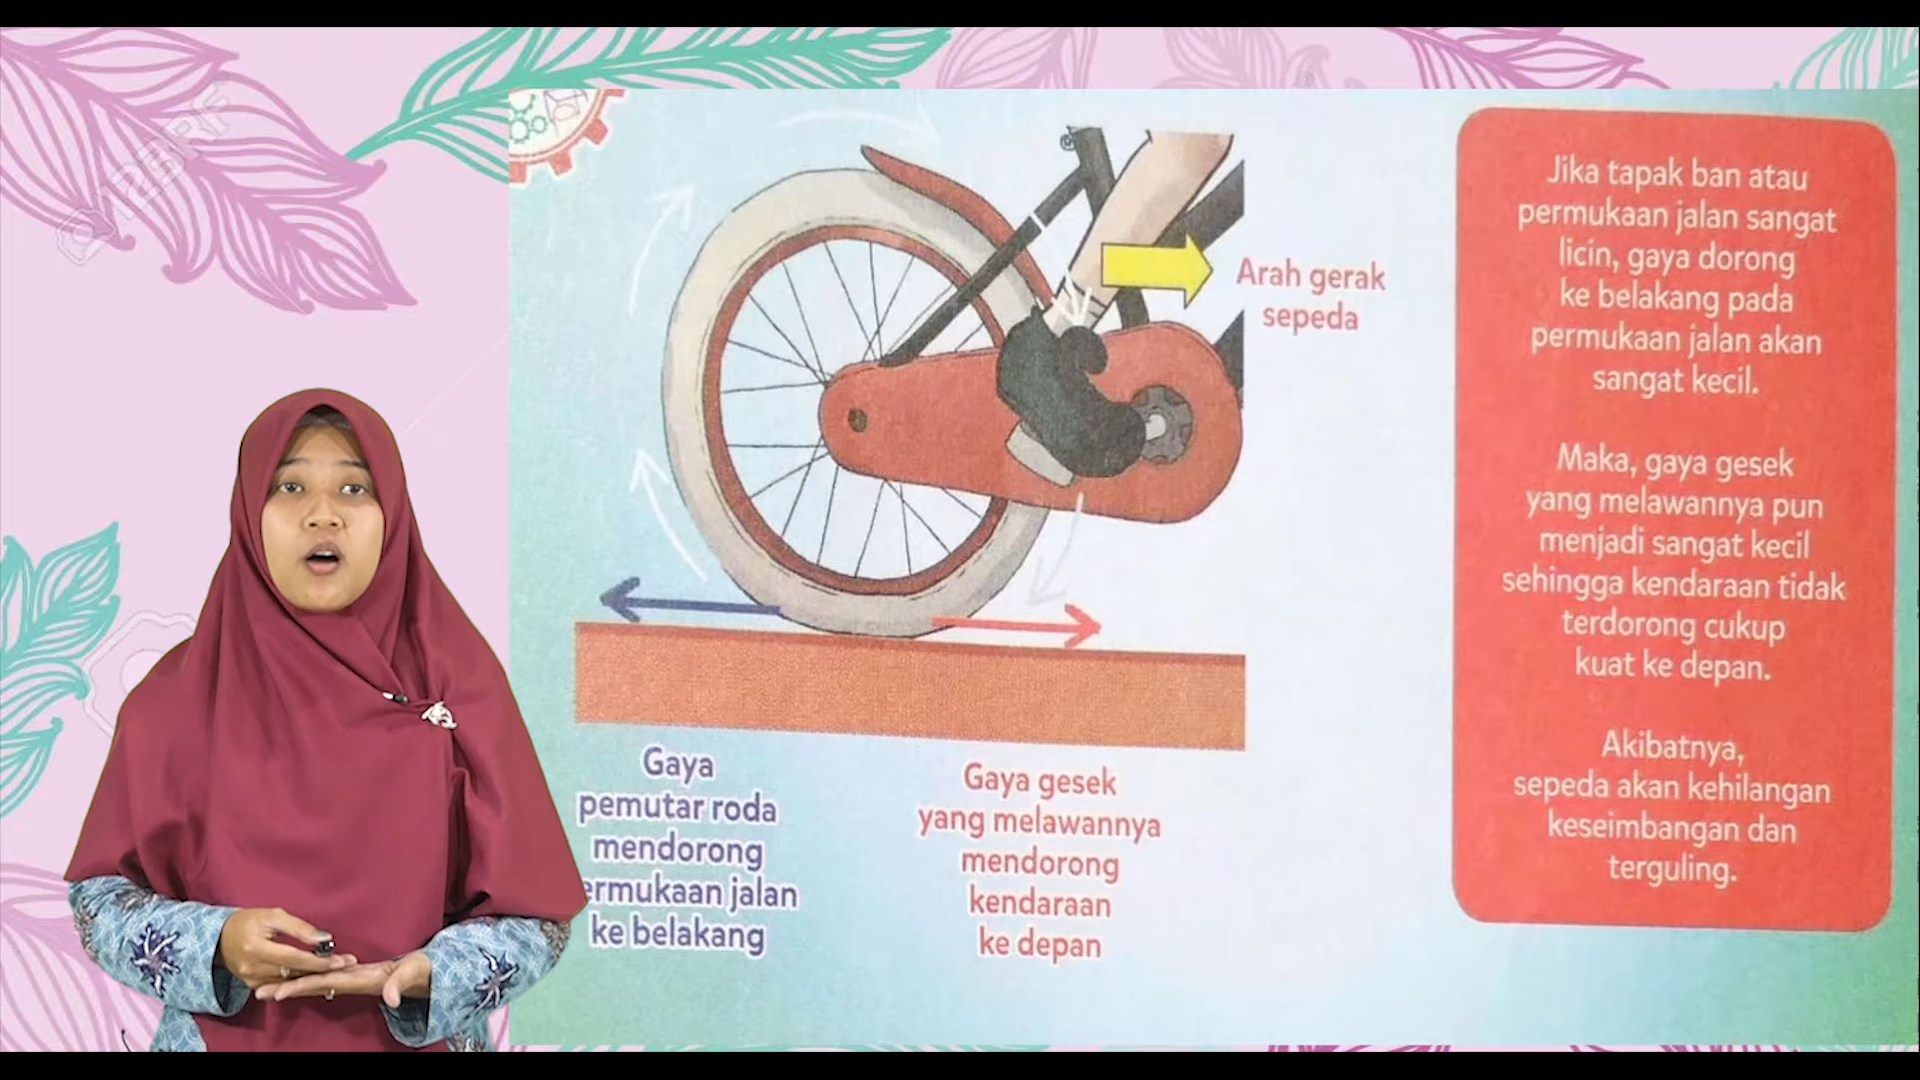 Jika tapak ban atau
permukaan jalan sangat
licin, gaya dorong
ke belakang pada
permukaan jalan akan
sangat kecil.
Maka, gaya gesek
yang melawannya pun
menjadi sangat kecil
sehingga kendaraan tidak
terdorong cukup
kuat ke depan.
Akibatnya,
sepeda akan kehilangan
keseimbangan dan
terguling.
Arah gerak
sepeda
Gaya
pemutar roda
mendorong
ermukaan jalan
ke belakang
Gaya gesek
yang melawannya
mendorong
kendaraan
ke depan